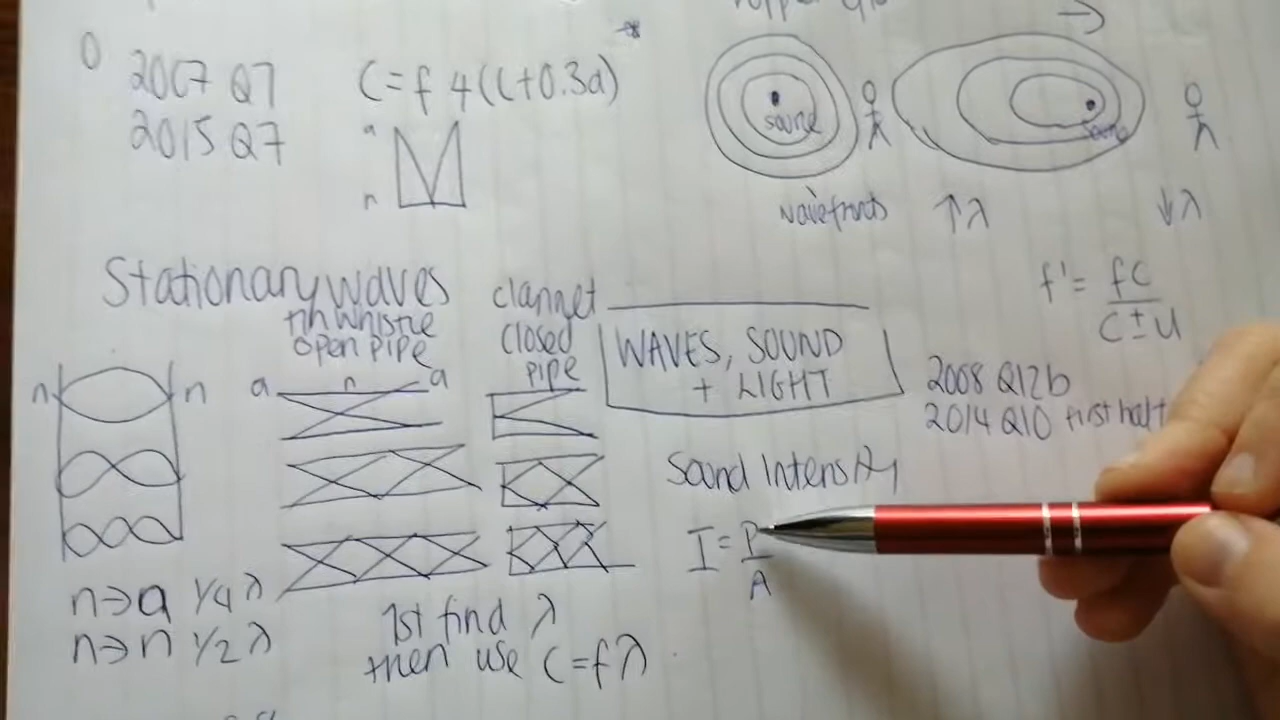 2007 Q7
2015 Q7
C=f4(l+0.3d)
a
n
source
source
wavefronts
↑λ
↓λ
f'= fc
c±u
2008 Q12b
2014 Q10 first half
Stationary waves
tin whistle
open pipe
a n a
clarinet
closed
pipe
WAVES, SOUND
+ LIGHT
n n
Sound Intensity
I=P
A
n→a 1/4 λ
n→n 1/2 λ
1st find λ
then use C=fλ